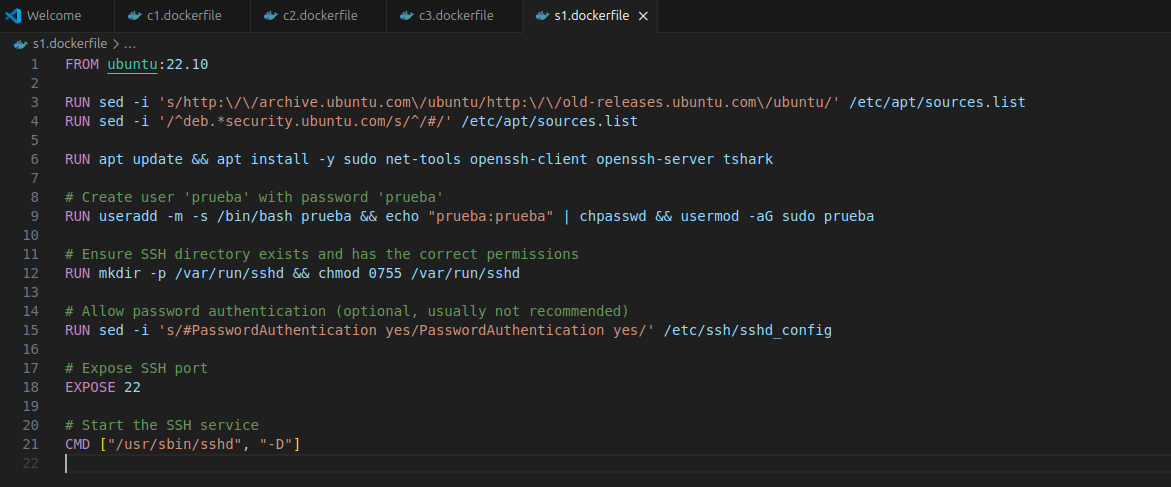 Welcome c1.dockerfile c2.dockerfile c3.dockerfile s1.dockerfile ×
s1.dockerfile > ...
1 FROM ubuntu:22.10
2
3 RUN sed -i 's/http:\/\/archive.ubuntu.com\/ubuntu/http:\/\/old-releases.ubuntu.com\/ubuntu/' /etc/apt/sources.list
4 RUN sed -i '/^deb.*security.ubuntu.com/s/^/#/' /etc/apt/sources.list
5
6 RUN apt update && apt install -y sudo net-tools openssh-client openssh-server tshark
7
8 # Create user 'prueba' with password 'prueba'
9 RUN useradd -m -s /bin/bash prueba && echo "prueba:prueba" | chpasswd && usermod -aG sudo prueba
10
11 # Ensure SSH directory exists and has the correct permissions
12 RUN mkdir -p /var/run/sshd && chmod 0755 /var/run/sshd
13
14 # Allow password authentication (optional, usually not recommended)
15 RUN sed -i 's/#PasswordAuthentication yes/PasswordAuthentication yes/' /etc/ssh/sshd_config
16
17 # Expose SSH port
18 EXPOSE 22
19
20 # Start the SSH service
21 CMD ["/usr/sbin/sshd", "-D"]
22